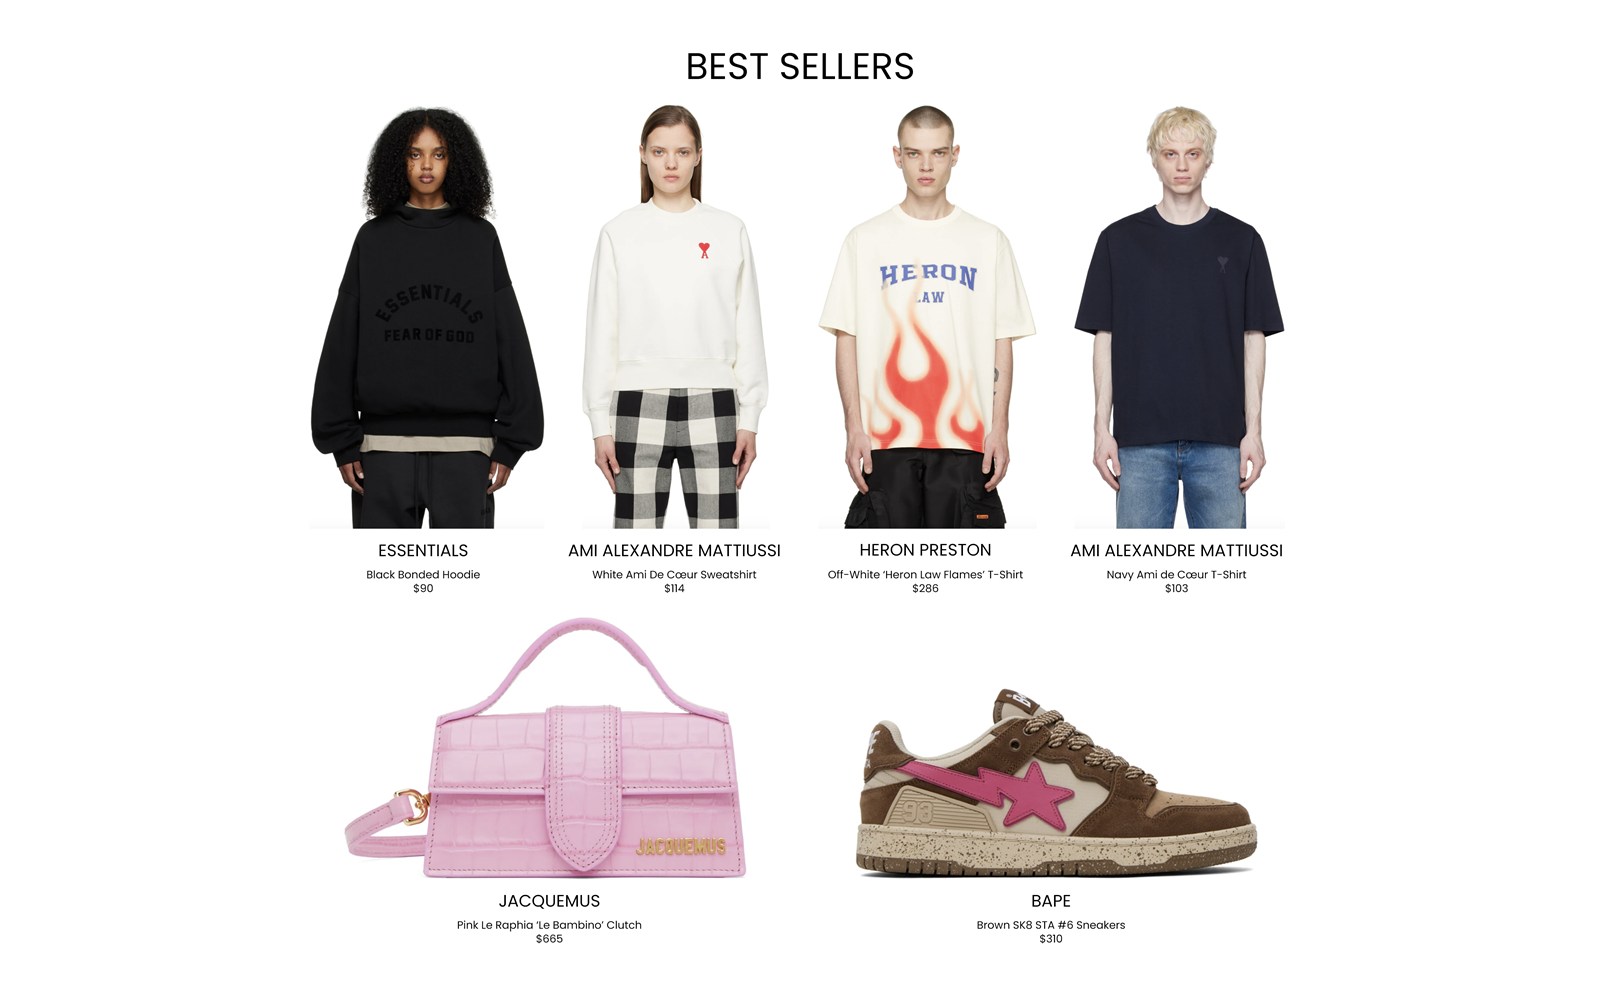 BEST SELLERS
ESSENTIALS
FEAR OF GOD
A
HERON
LAW
ESSENTIALS
Black Bonded Hoodie
$90
AMI ALEXANDRE MATTIUSSI
White Ami De Cœur Sweatshirt
$114
HERON PRESTON
Off-White ‘Heron Law Flames’ T-Shirt
$286
AMI ALEXANDRE MATTIUSSI
Navy Ami de Cœur T-Shirt
$103
JACQUEMUS
JACQUEMUS
Pink Le Raphia ‘Le Bambino’ Clutch
$665
93
BAPE
Brown SK8 STA #6 Sneakers
$310